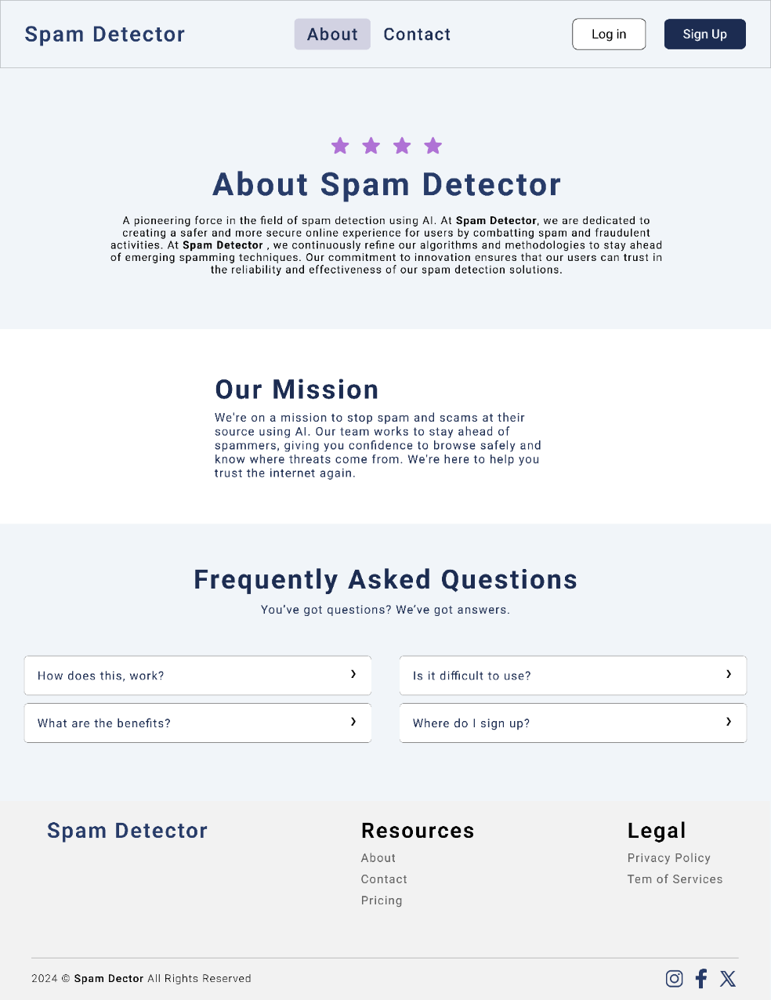 Spam Detector
About
Contact
Log in
Sign Up
About Spam Detector
A pioneering force in the field of spam detection using AI. At Spam Detector, we are dedicated to
creating a safer and more secure online experience for users by combatting spam and fraudulent
activities. At Spam Detector , we continuously refine our algorithms and methodologies to stay ahead
of emerging spamming techniques. Our commitment to innovation ensures that our users can trust in
the reliability and effectiveness of our spam detection solutions.
Our Mission
We're on a mission to stop spam and scams at their
source using AI. Our team works to stay ahead of
spammers, giving you confidence to browse safely and
know where threats come from. We're here to help you
trust the internet again.
Frequently Asked Questions
You've got questions? We've got answers.
How does this, work?
Is it difficult to use?
What are the benefits?
Where do I sign up?
Spam Detector
Resources
About
Contact
Pricing
Legal
Privacy Policy
Tem of Services
2024 © Spam Dector All Rights Reserved